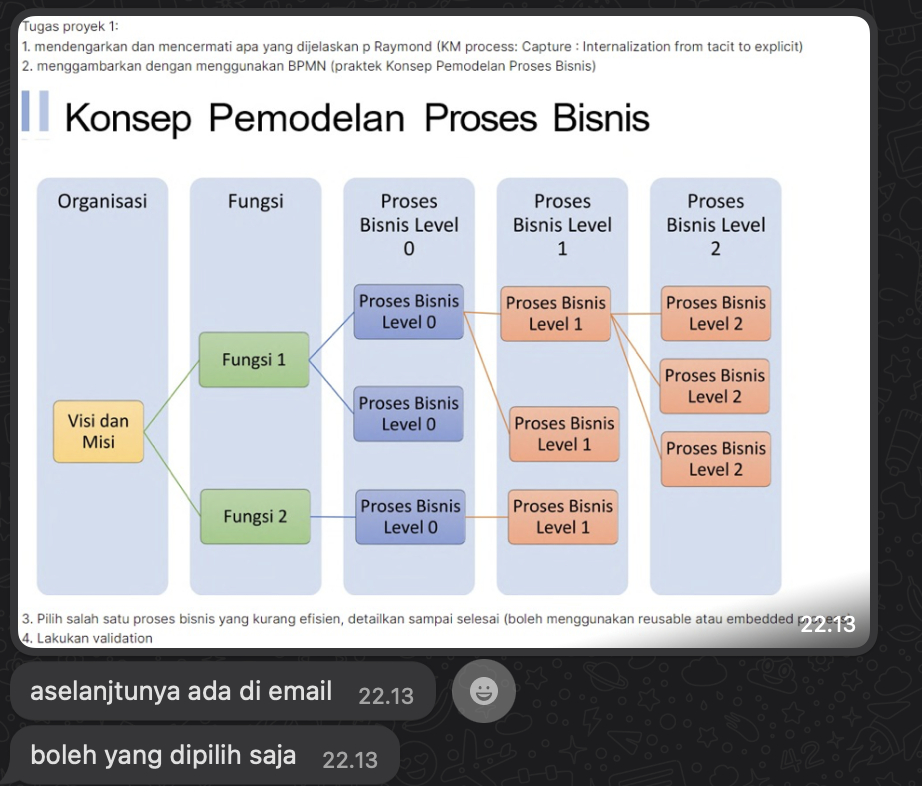 Tugas proyek 1:
1. mendengarkan dan mencermati apa yang dijelaskan p Raymond (KM process: Capture : Internalization from tacit to explicit)
2. menggambarkan dengan menggunakan BPMN (praktek Konsep Pemodelan Proses Bisnis)
Konsep Pemodelan Proses Bisnis
Organisasi
Fungsi
Proses
Bisnis Level
0
Proses
Bisnis Level
1
Proses
Bisnis Level
2
Visi dan
Misi
Fungsi 1
Fungsi 2
Proses Bisnis
Level 0
Proses Bisnis
Level 0
Proses Bisnis
Level 0
Proses Bisnis
Level 1
Proses Bisnis
Level 1
Proses Bisnis
Level 1
Proses Bisnis
Level 2
Proses Bisnis
Level 2
Proses Bisnis
Level 2
3. Pilih salah satu proses bisnis yang kurang efisien, detailkan sampai selesai (boleh menggunakan reusable atau embedded
4. Lakukan validation
22.13
aselanjtunya ada di email 22.13
boleh yang dipilih saja 22.13